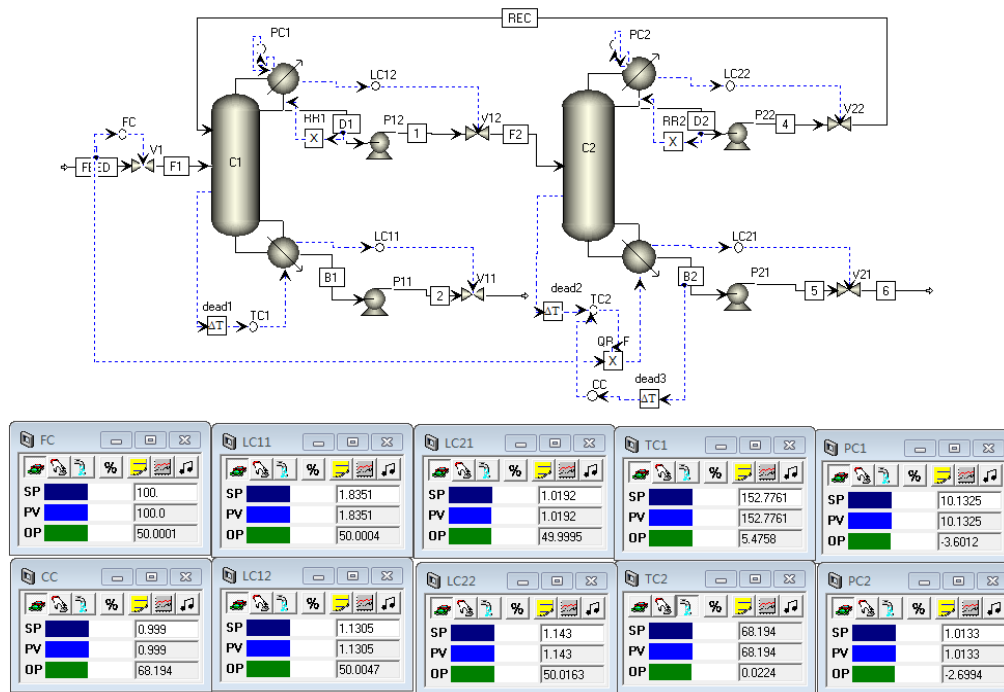 REC
PC1
PC2
LC12
LC22
FC
V1
FEED
F1
C1
RR1
D1
X
P12
1
V12
F2
C2
RR2
D2
X
P22
4
V22
LC11
LC21
B1
P11
2
V11
B2
P21
5
V21
6
dead1
ΔT
TC1
dead2
ΔT
TC2
QR_F
X
CC
dead3
ΔT
FC
%
SP 100.
PV 100.0
OP 50.0001
LC11
%
SP 1.8351
PV 1.8351
OP 50.0004
LC21
%
SP 1.0192
PV 1.0192
OP 49.9995
TC1
%
SP 152.7761
PV 152.7761
OP 5.4758
PC1
%
SP 10.1325
PV 10.1325
OP -3.6012
CC
%
SP 0.999
PV 0.999
OP 68.194
LC12
%
SP 1.1305
PV 1.1305
OP 50.0047
LC22
%
SP 1.143
PV 1.143
OP 50.0163
TC2
%
SP 68.194
PV 68.194
OP 0.0224
PC2
%
SP 1.0133
PV 1.0133
OP -2.6994